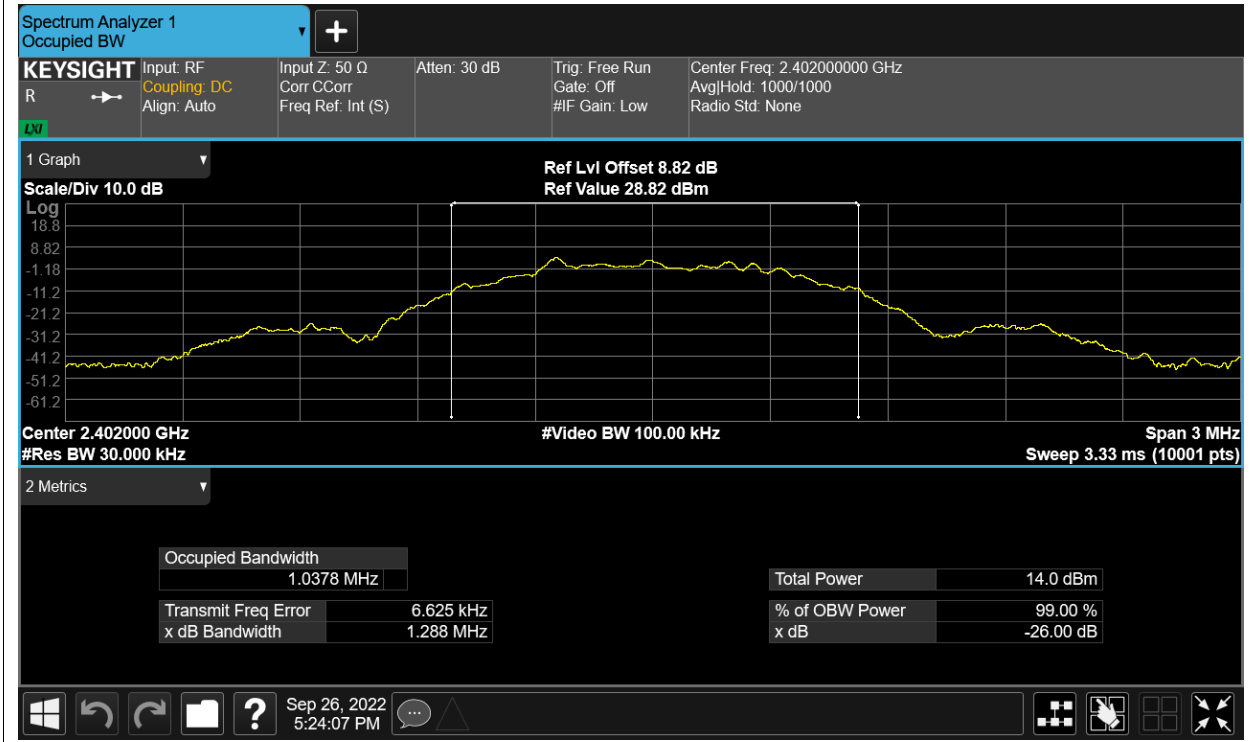 Spectrum Analyzer 1
Occupied BW
KEYSIGHT
R
LXI
Input: RF
Coupling: DC
Align: Auto
Input Z: 50 Ω
Corr CCorr
Freq Ref: Int (S)
Atten: 30 dB
Trig: Free Run
Gate: Off
#IF Gain: Low
Center Freq: 2.402000000 GHz
Avg|Hold: 1000/1000
Radio Std: None
1 Graph
Scale/Div 10.0 dB
Ref Lvl Offset 8.82 dB
Ref Value 28.82 dBm
Log
18.8
8.82
-1.18
-11.2
-21.2
-31.2
-41.2
-51.2
-61.2
Center 2.402000 GHz
#Res BW 30.000 kHz
#Video BW 100.00 kHz
Span 3 MHz
Sweep 3.33 ms (10001 pts)
2 Metrics
Occupied Bandwidth
1.0378 MHz
Transmit Freq Error 6.625 kHz
x dB Bandwidth 1.288 MHz
Total Power 14.0 dBm
% of OBW Power 99.00 %
x dB -26.00 dB
?
Sep 26, 2022
5:24:07 PM